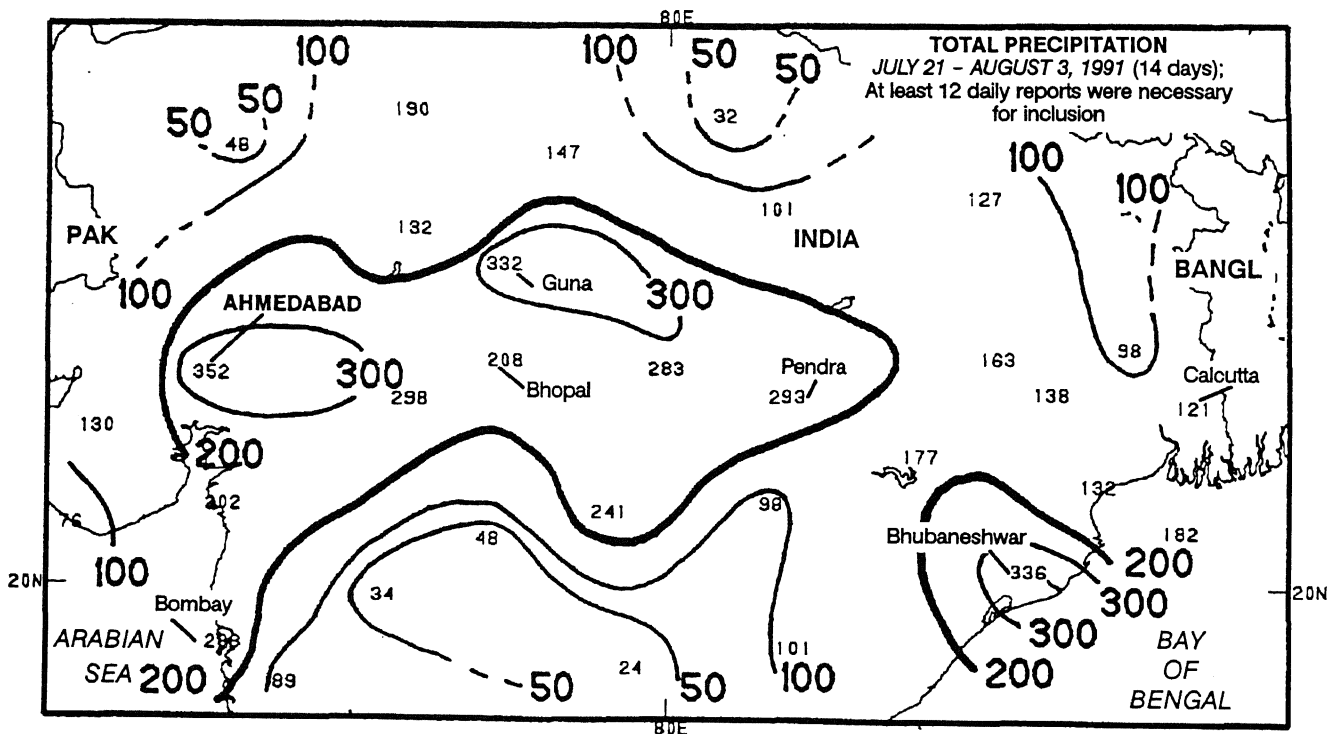 80E
TOTAL PRECIPITATION
JULY 21 - AUGUST 3, 1991 (14 days);
At least 12 daily reports were necessary
for inclusion
100
100
50
50
50
50
48
190
32
147
100
100
127
101
132
PAK
INDIA
BANGL
332
Guna
300
100
AHMEDABAD
352
300
298
208
Bhopal
283
Pendra
293
163
138
98
Calcutta
121
130
200
177
202
76
241
98
132
182
48
Bhubaneshwar
336
200
300
300
200
100
20N
20N
34
Bombay
ARABIAN
SEA
200
89
50
24
50
101
100
BAY
OF
BENGAL
80E